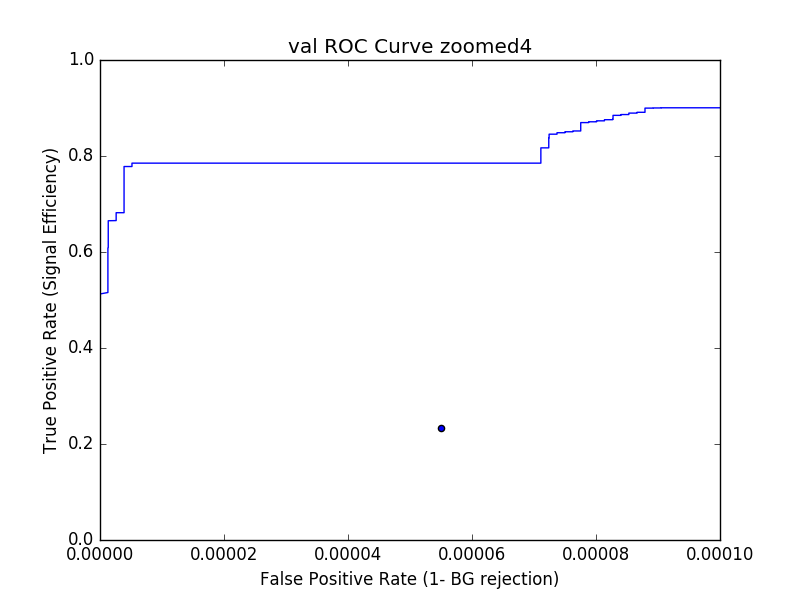 val ROC Curve zoomed4
1.0
0.8
0.6
0.4
0.2
0.0
True Positive Rate (Signal Efficiency)
0.00000 0.00002 0.00004 0.00006 0.00008 0.00010
False Positive Rate (1- BG rejection)